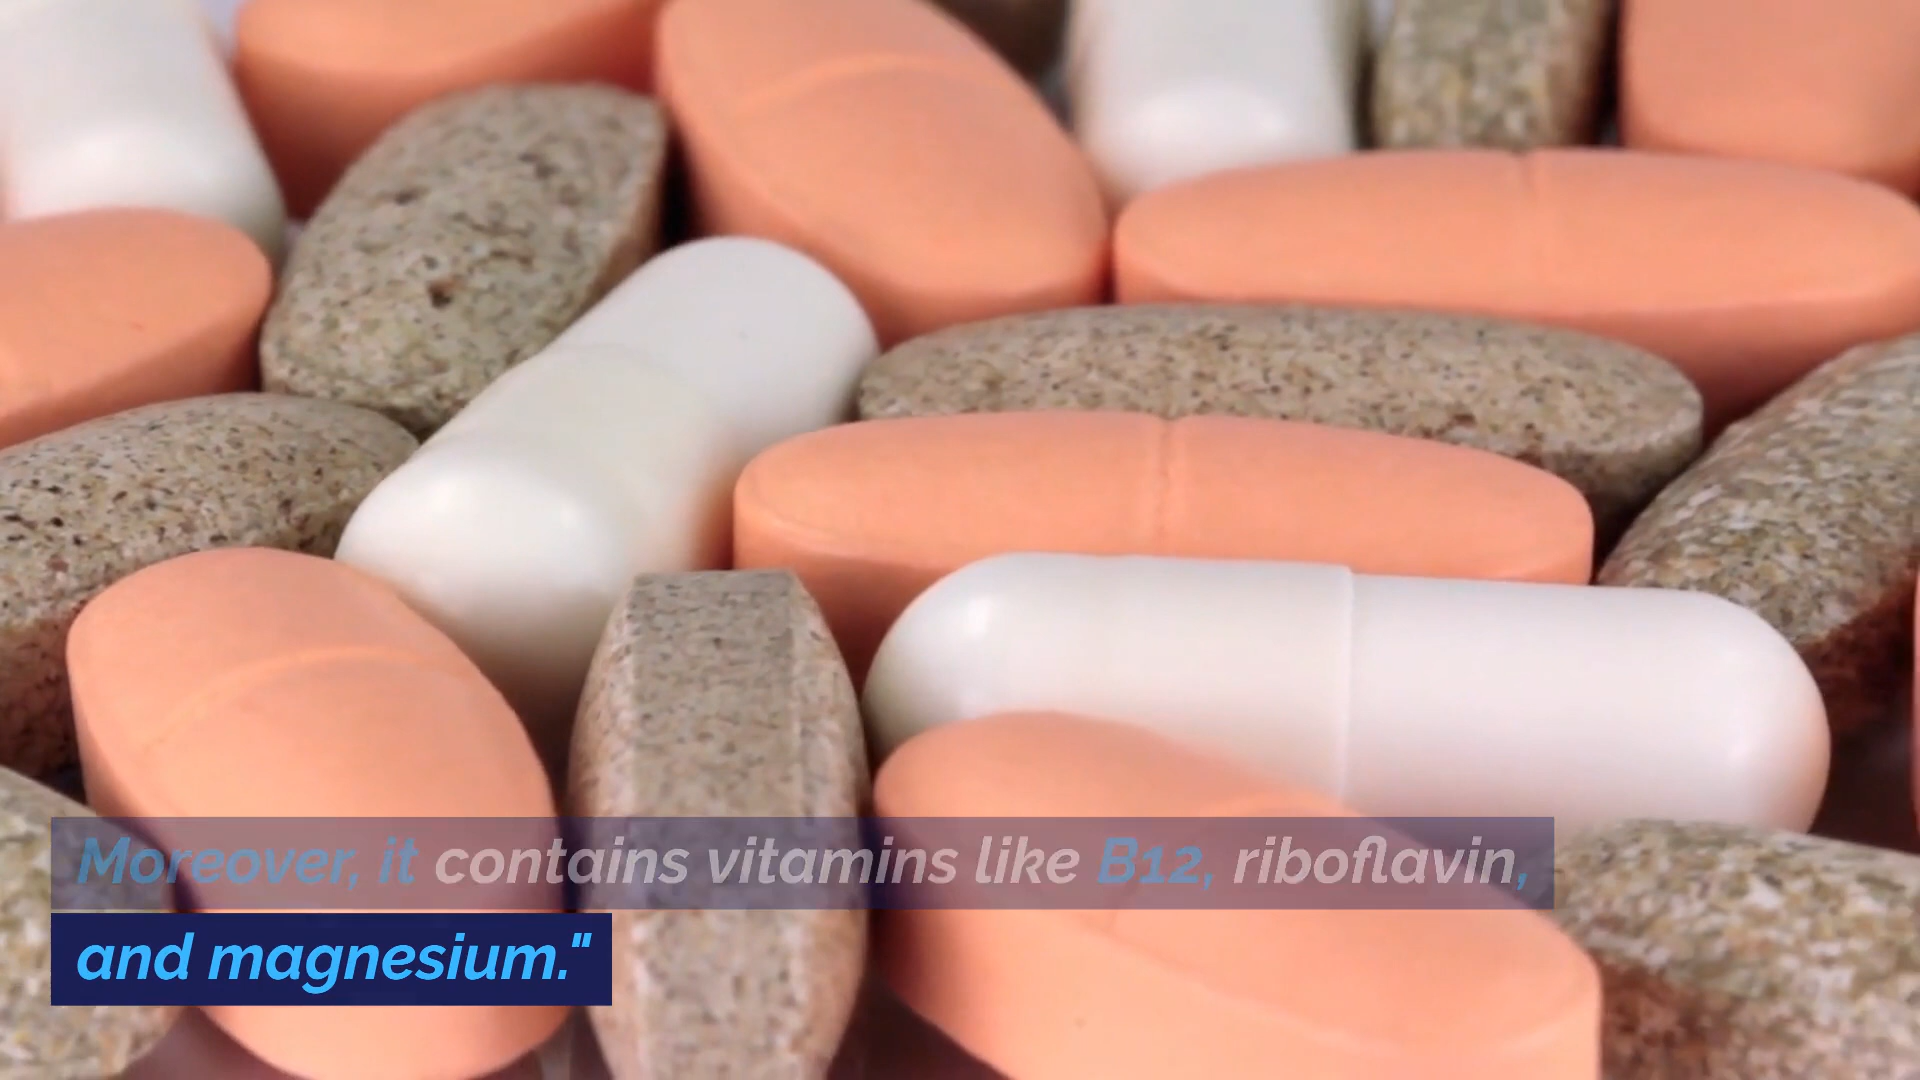 Moreover, it contains vitamins like B12, riboflavin,
and magnesium."